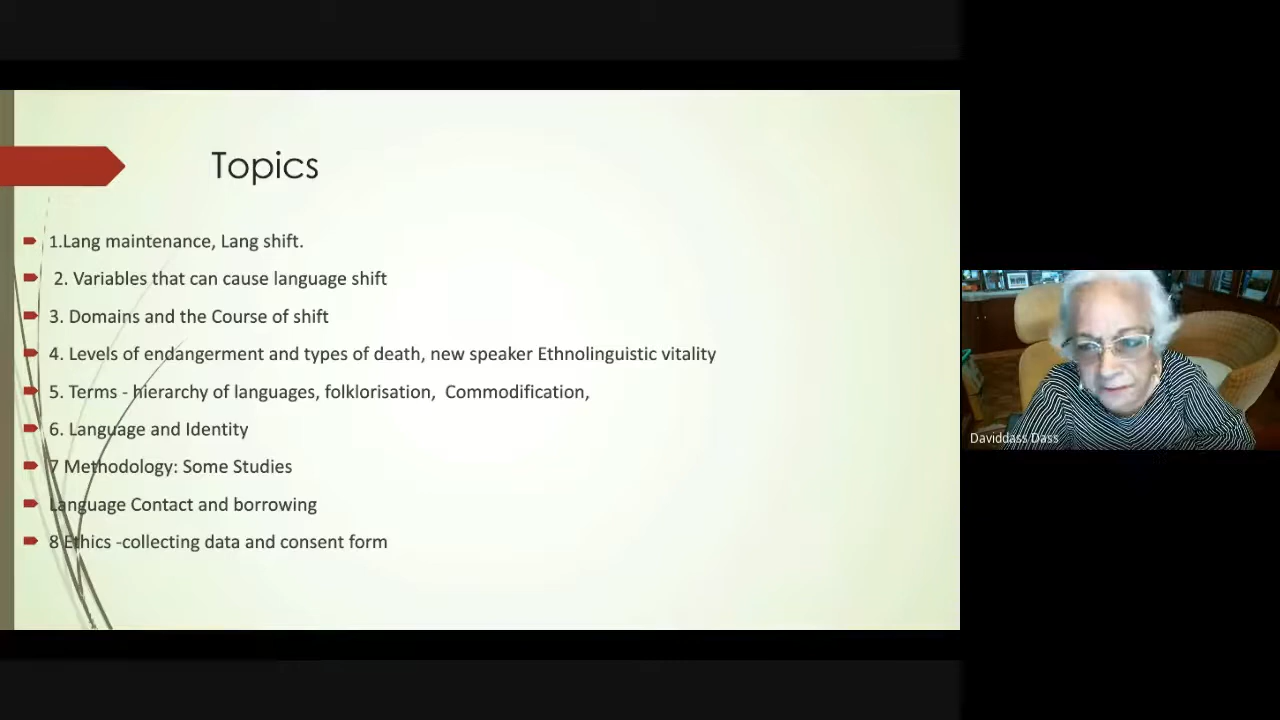 Topics
1.Lang maintenance, Lang shift.
2. Variables that can cause language shift
3. Domains and the Course of shift
4. Levels of endangerment and types of death, new speaker Ethnolinguistic vitality
5. Terms - hierarchy of languages, folklorisation, Commodification,
6. Language and Identity
7 Methodology: Some Studies
Language Contact and borrowing
8 Ethics -collecting data and consent form
Daviddass Dass